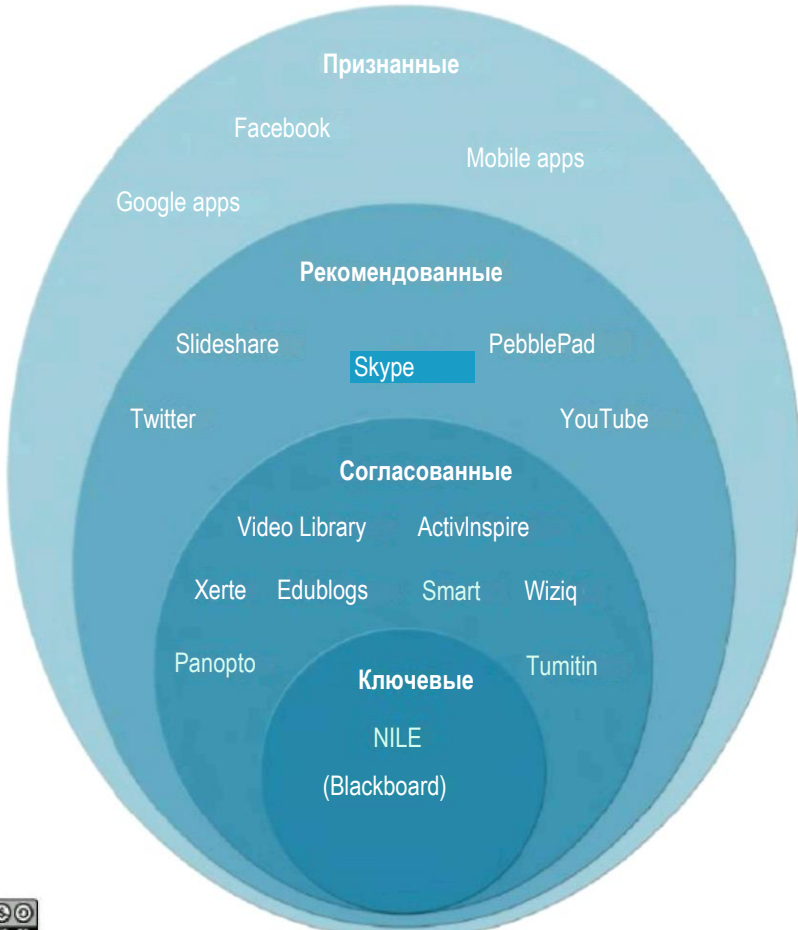 Признанные
Facebook
Mobile apps
Google apps
Рекомендованные
Slideshare
PebblePad
Skype
Twitter
YouTube
Согласованные
Video Library
ActivInspire
Xerte
Edublogs
Smart
Wiziq
Panopto
Tumitin
Ключевые
NILE
(Blackboard)